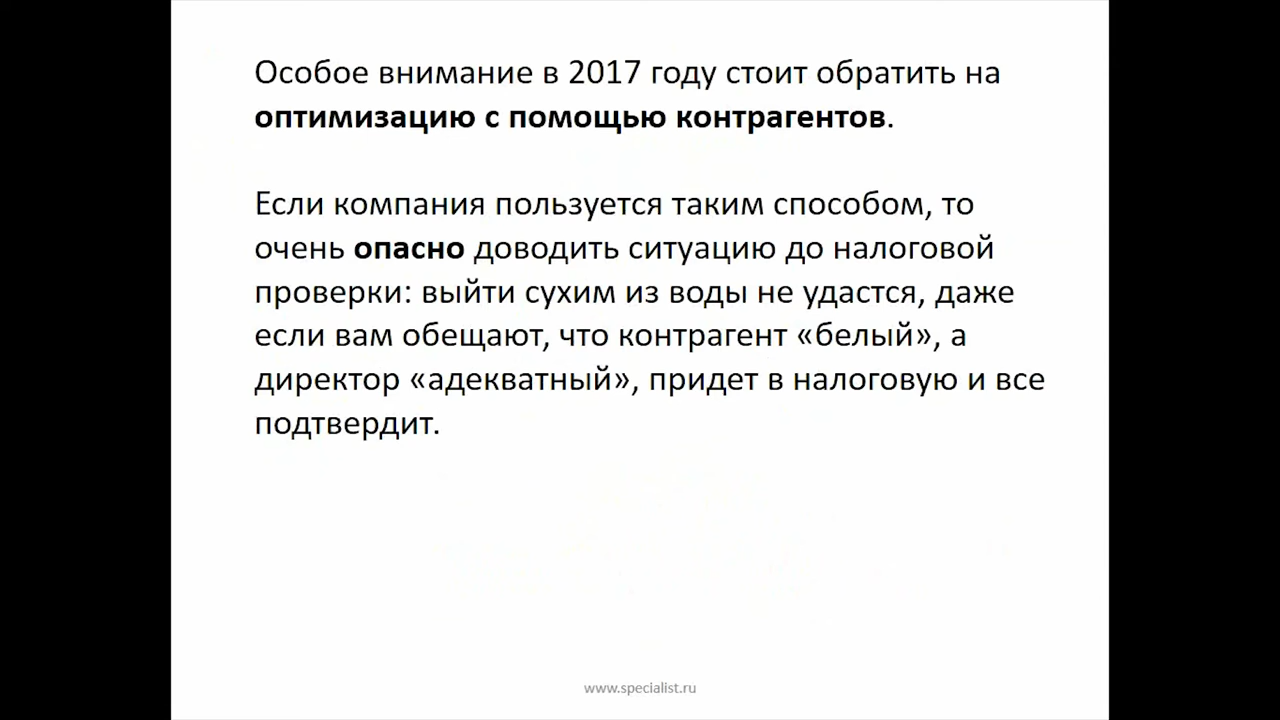 Особое внимание в 2017 году стоит обратить на
оптимизацию с помощью контрагентов.
Если компания пользуется таким способом, то
очень опасно доводить ситуацию до налоговой
проверки: выйти сухим из воды не удастся, даже
если вам обещают, что контрагент «белый», а
директор «адекватный», придет в налоговую и все
подтвердит.
www.specialist.ru